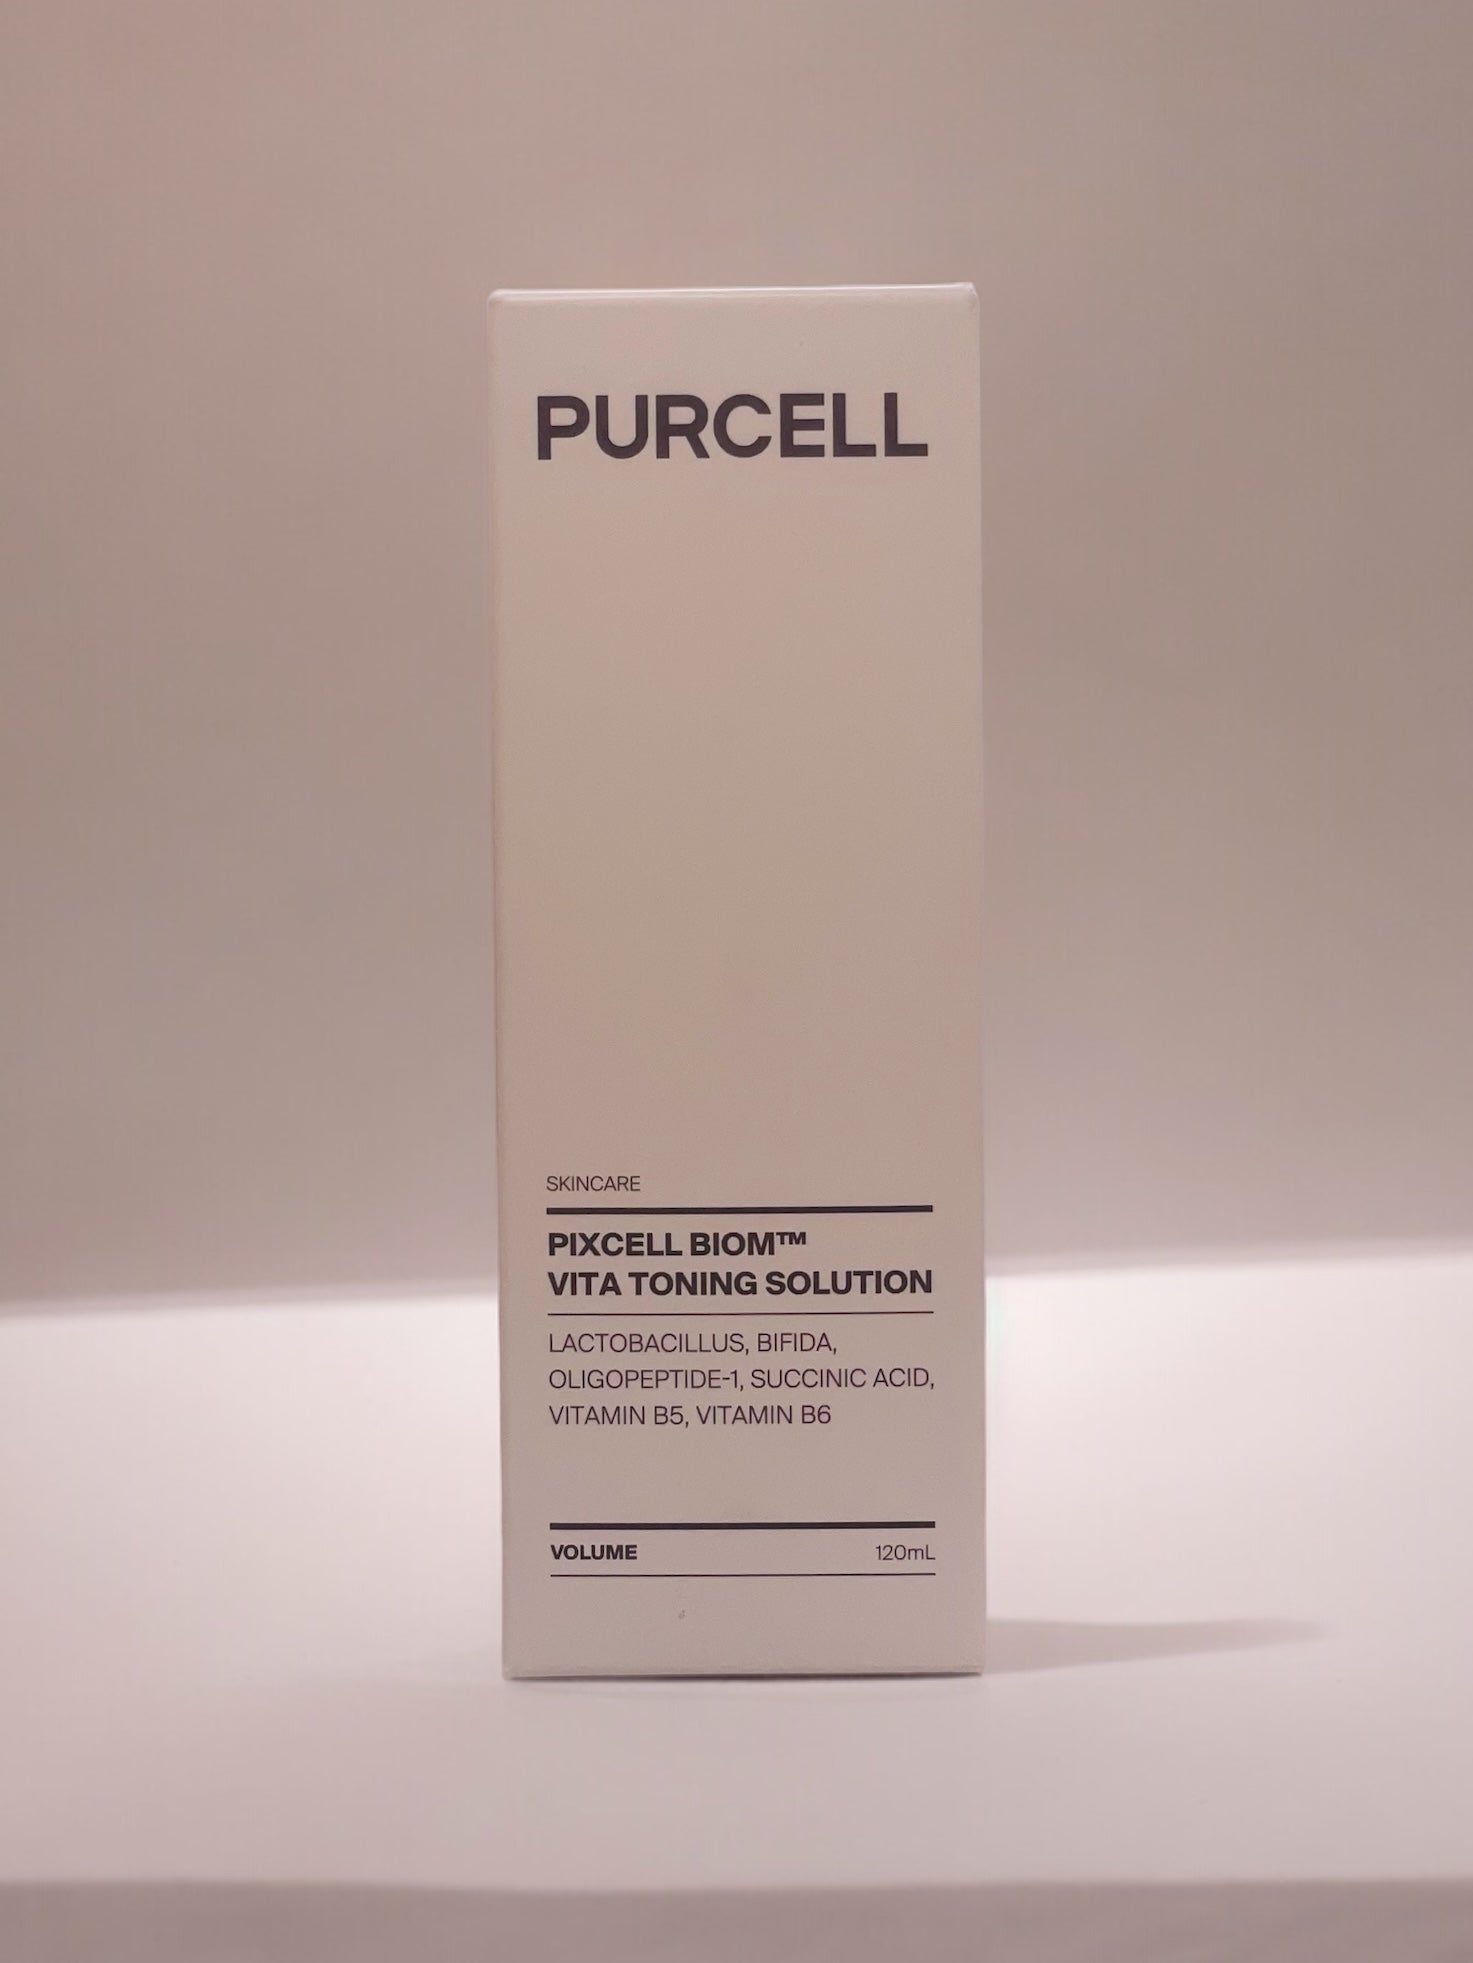 PURCELL
SKINCARE
PIXCELL BIOM™
VITA TONING SOLUTION
LACTOBACILLUS, BIFIDA,
OLIGOPEPTIDE-1, SUCCINIC ACID,
VITAMIN B5, VITAMIN B6
VOLUME 120mL